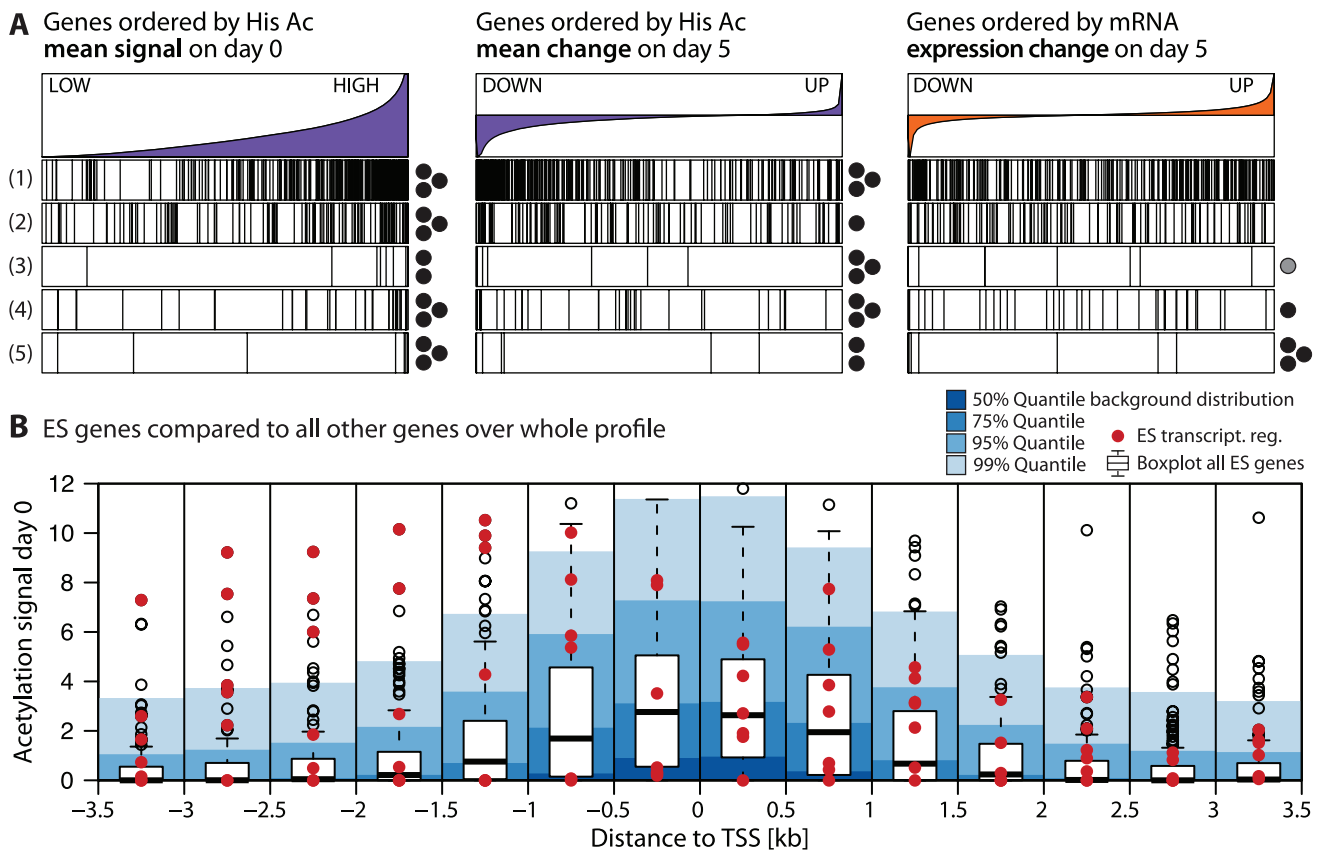 A
Genes ordered by His Ac
mean signal on day 0
Genes ordered by His Ac
mean change on day 5
Genes ordered by mRNA
expression change on day 5
LOW HIGH
DOWN UP
DOWN UP
(1)
(2)
(3)
(4)
(5)
B ES genes compared to all other genes over whole profile
50% Quantile background distribution
75% Quantile
95% Quantile
99% Quantile
ES transcript. reg.
Boxplot all ES genes
Acetylation signal day 0
12
10
8
6
4
2
0
−3.5 −3 −2.5 −2 −1.5 −1 −0.5 0 0.5 1 1.5 2 2.5 3 3.5
Distance to TSS [kb]